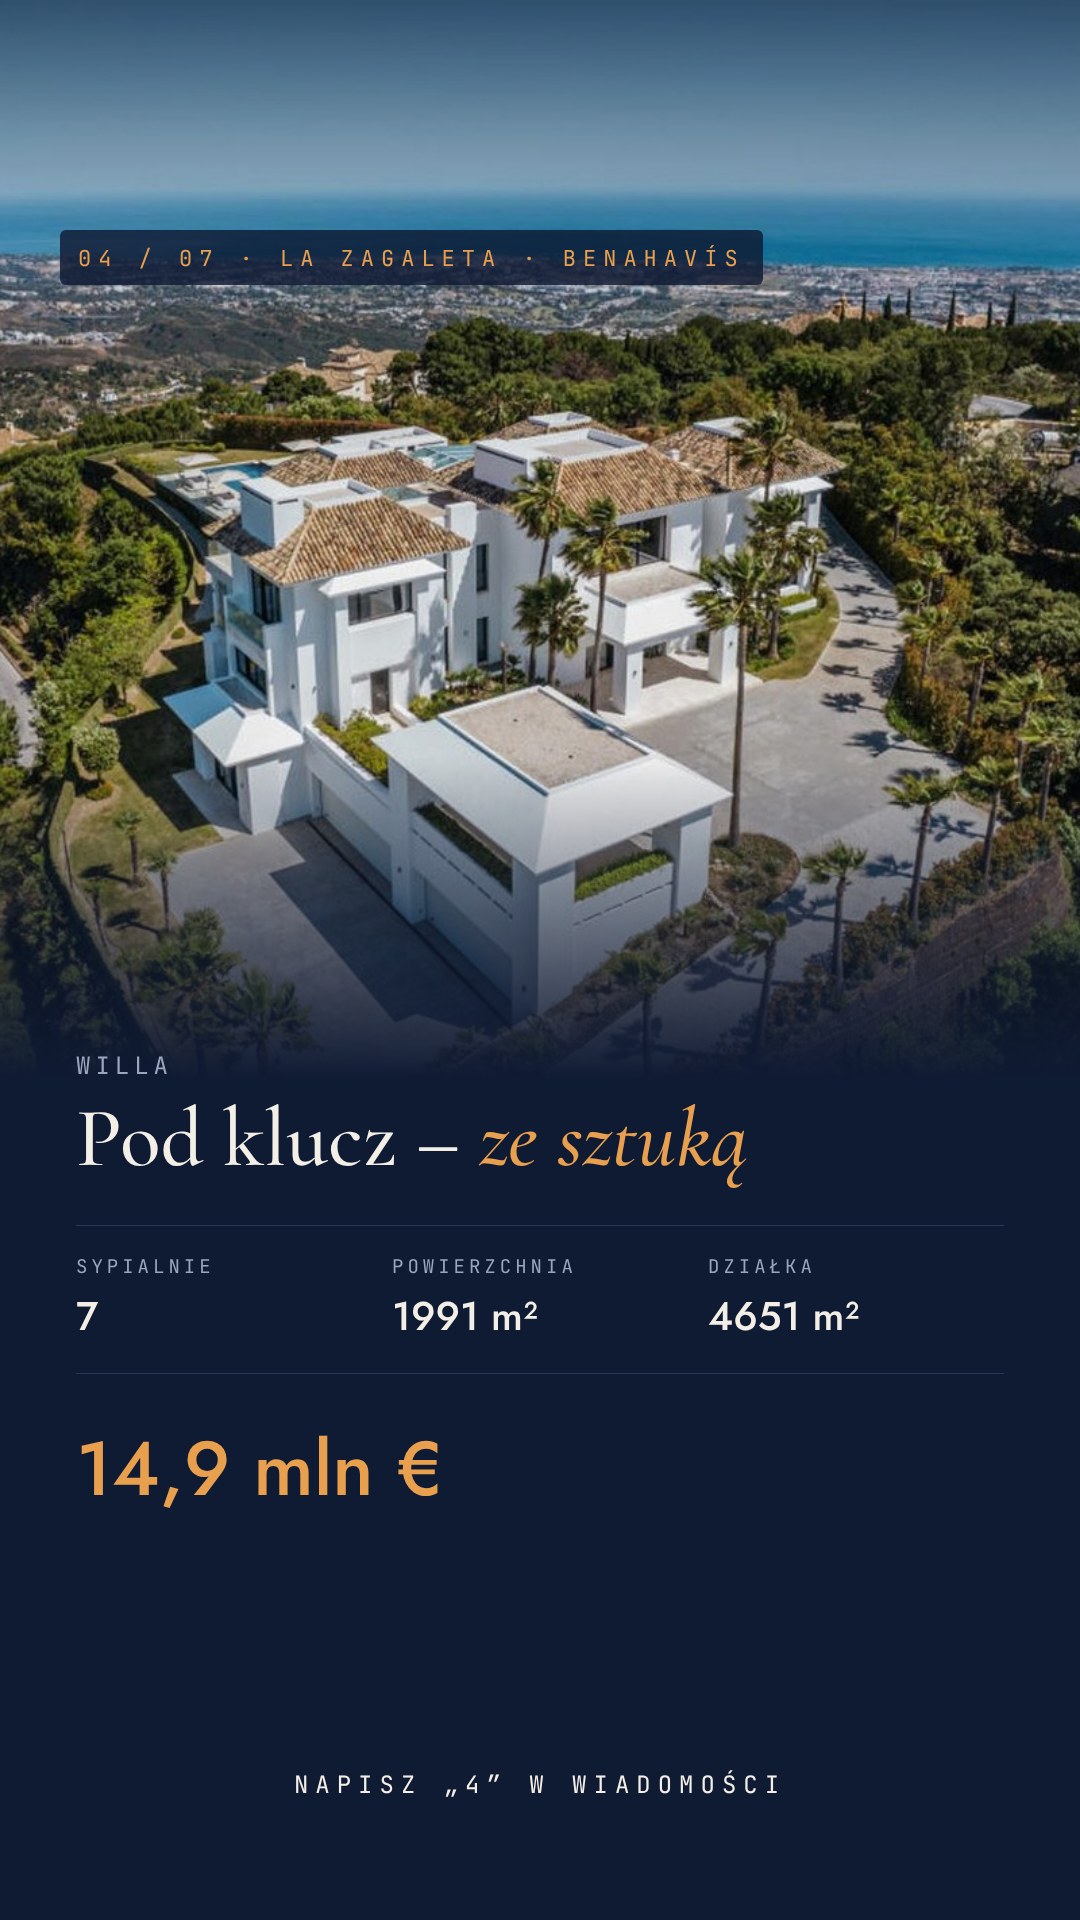 04 / 07 · LA ZAGALETA · BENAHAVÍS
WILLA
Pod klucz – ze sztuką
SYPIALNIE POWIERZCHNIA DZIAŁKA
7 1991 m² 4651 m²
14,9 mln €
NAPISZ „4” W WIADOMOŚCI